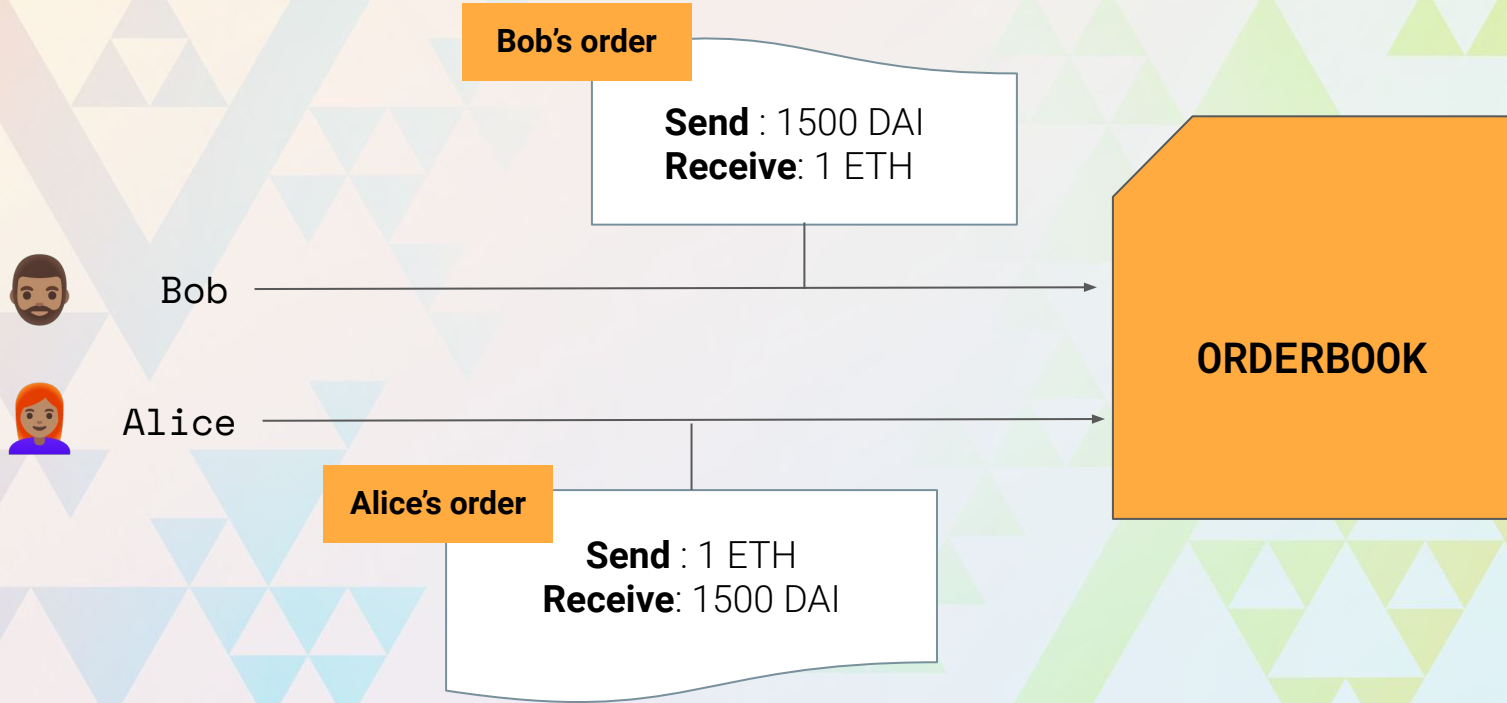 Bob’s order
Send : 1500 DAI
Receive: 1 ETH
Bob
ORDERBOOK
Alice
Alice’s order
Send : 1 ETH
Receive: 1500 DAI